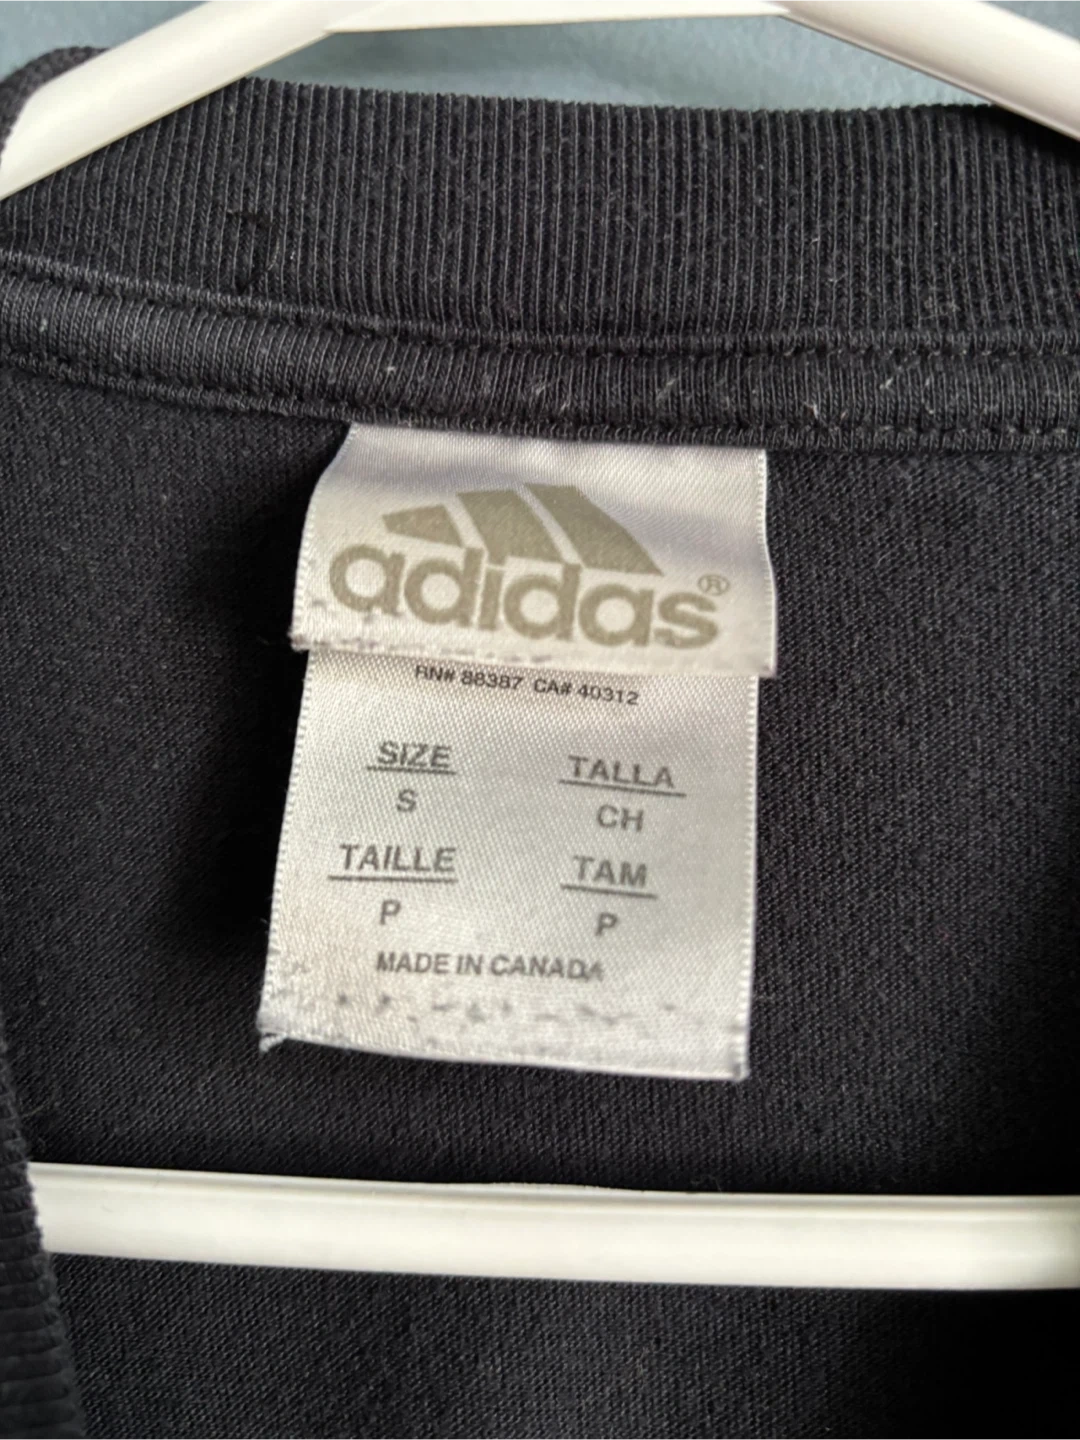 adidas®
RN# 88387 CA# 40312
SIZE TALLA
S CH
TAILLE TAM
P P
MADE IN CANADA